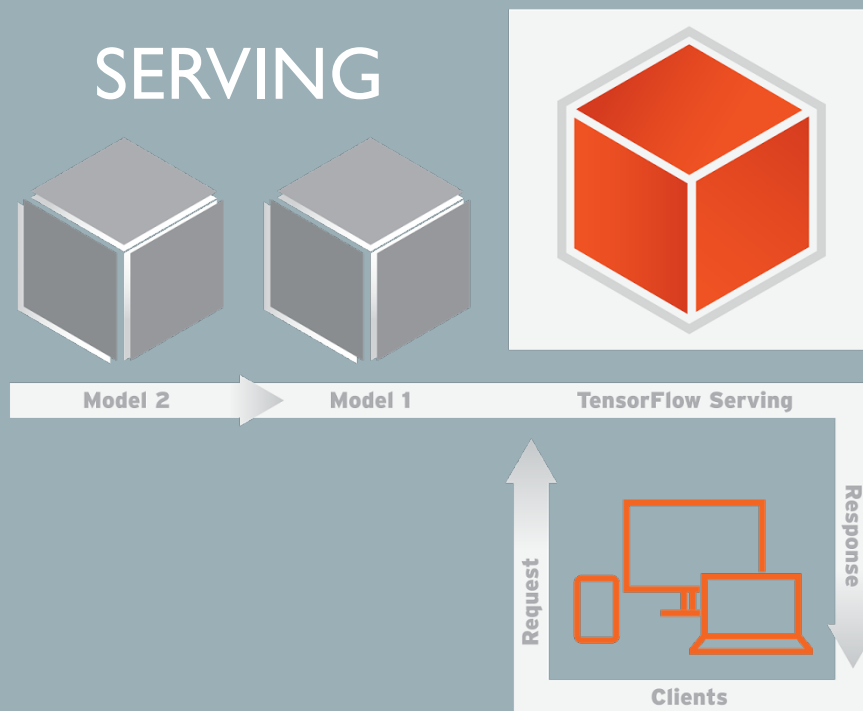 SERVING
Model 2
Model 1
TensorFlow Serving
Request
Response
Clients